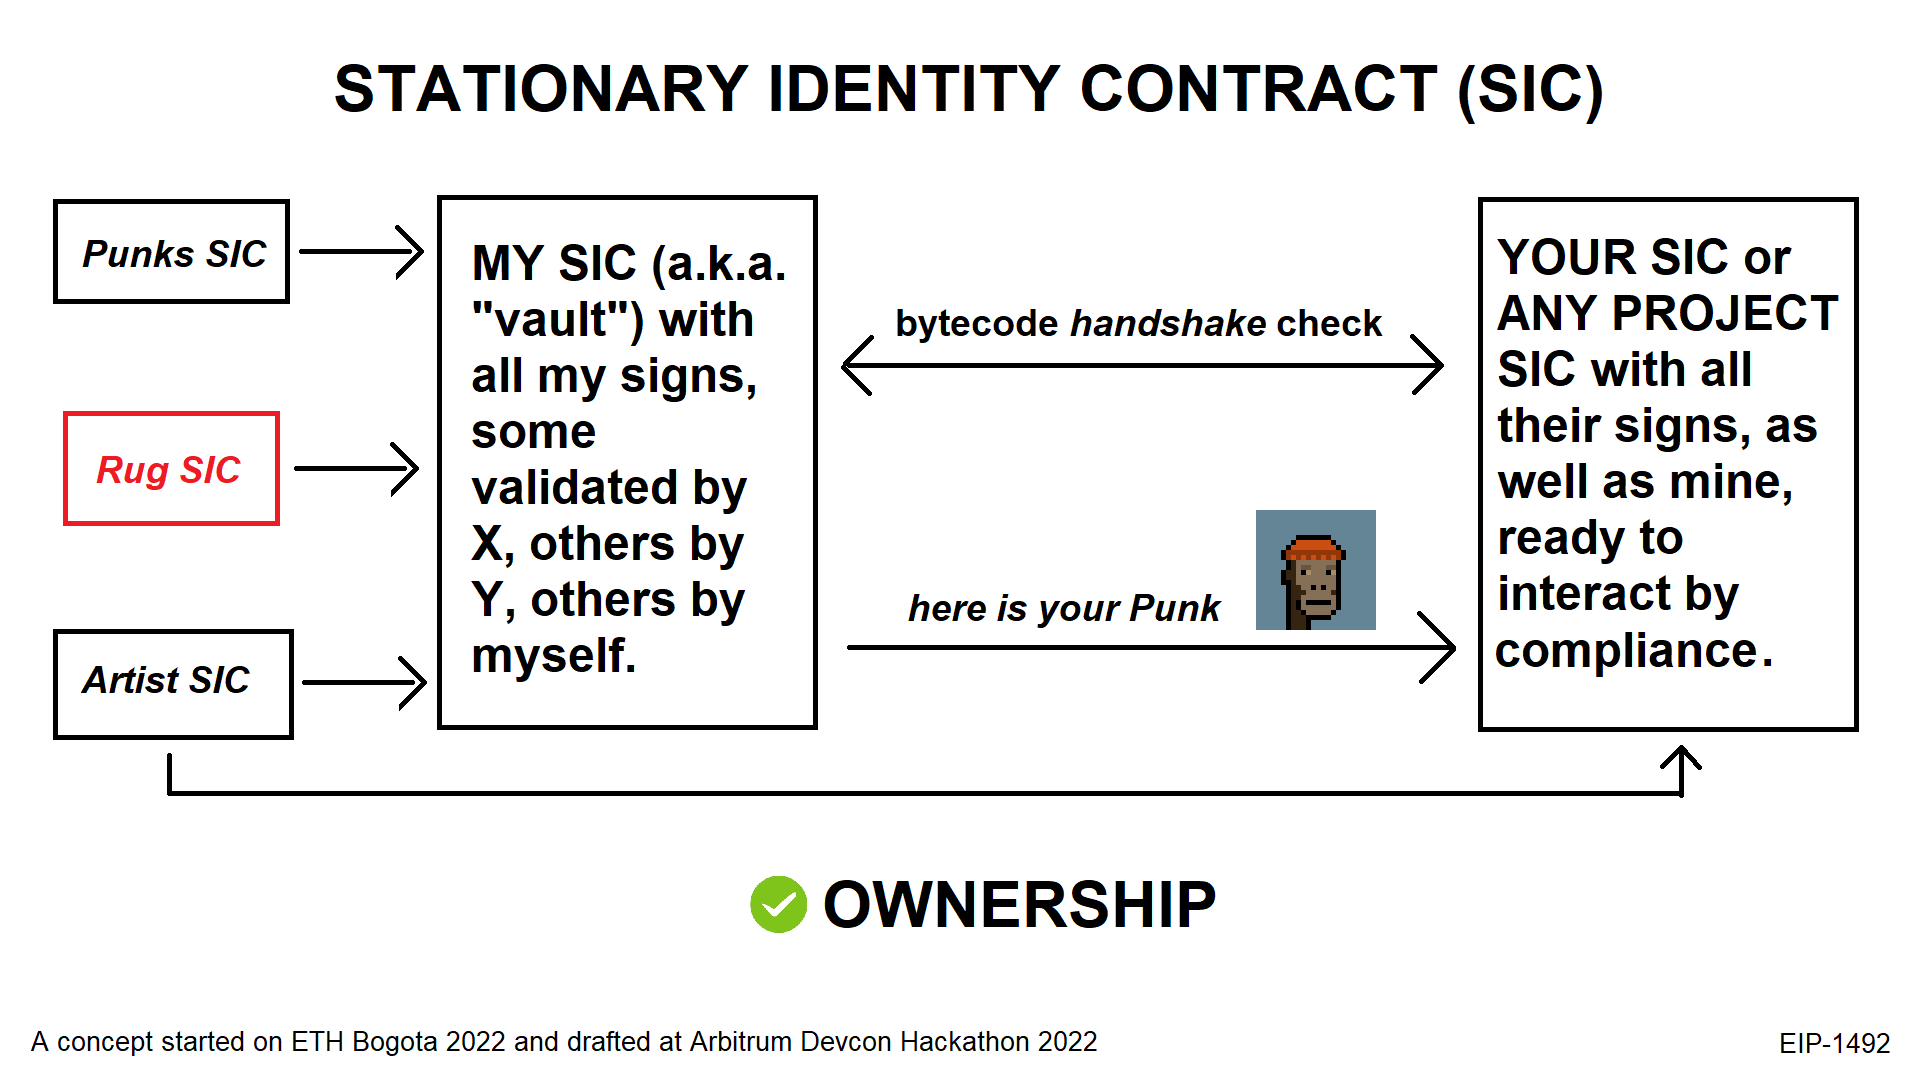 STATIONARY IDENTITY CONTRACT (SIC)
Punks SIC
Rug SIC
Artist SIC
MY SIC (a.k.a.
"vault") with
all my signs,
some
validated by
X, others by
Y, others by
myself.
bytecode handshake check
here is your Punk
YOUR SIC or
ANY PROJECT
SIC with all
their signs, as
well as mine,
ready to
interact by
compliance.
OWNERSHIP
A concept started on ETH Bogota 2022 and drafted at Arbitrum Devcon Hackathon 2022
EIP-1492